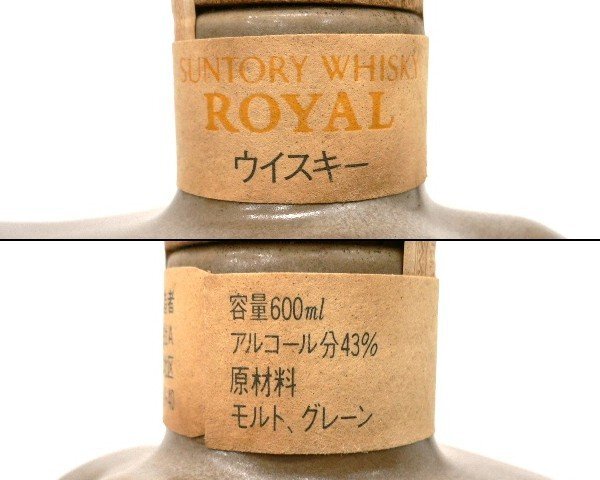 SUNTORY WHISKY
ROYAL
ウイスキー
容量600ml
アルコール分43%
原材料
モルト、グレーン